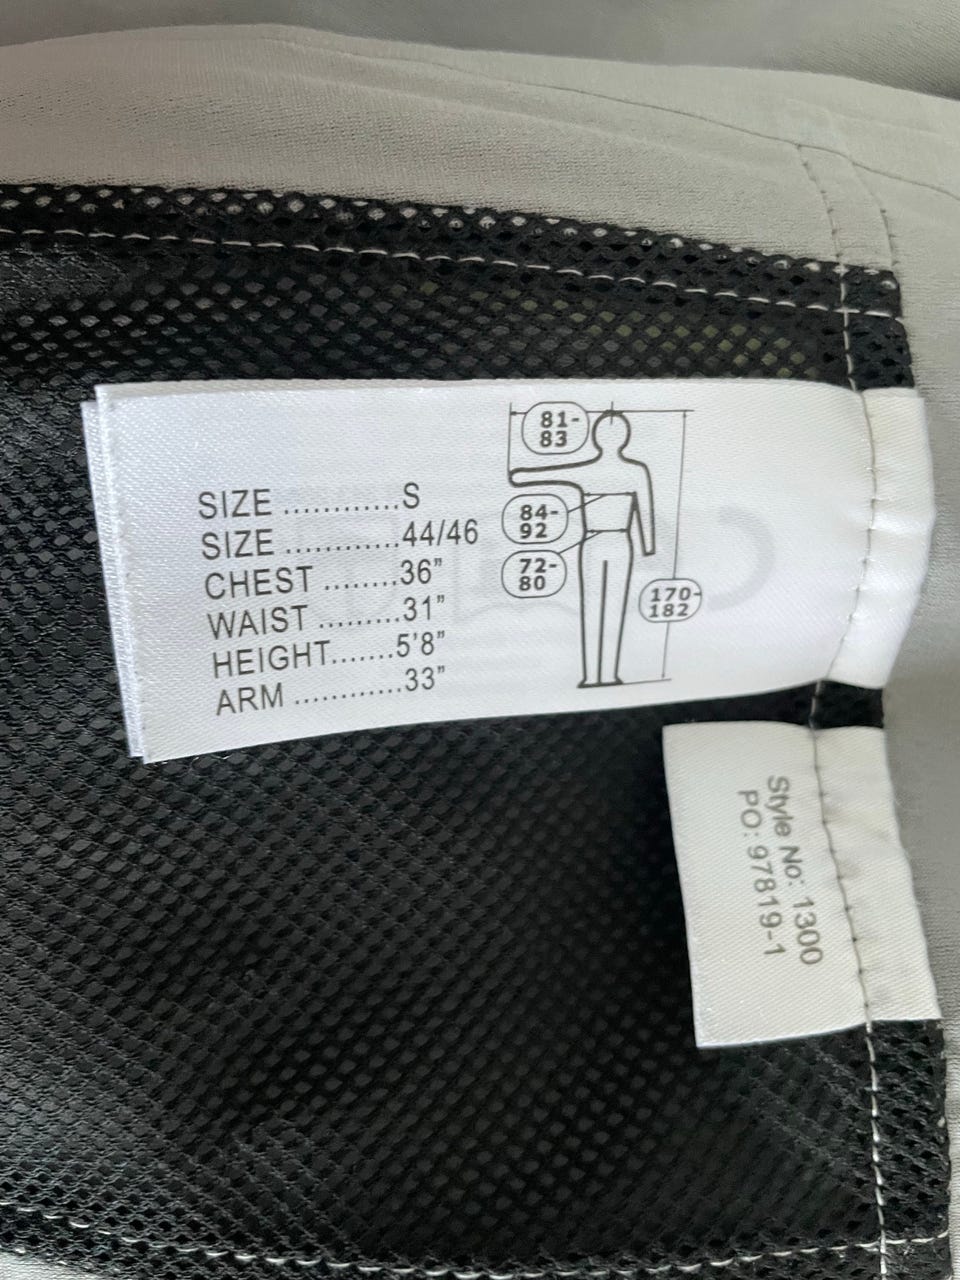 SIZE ............S
SIZE ............44/46
CHEST ........36”
WAIST .........31”
HEIGHT.......5’8”
ARM ............33”
81-
83
84-
92
72-
80
170-
182
Style No: 1300
PO: 97819-1